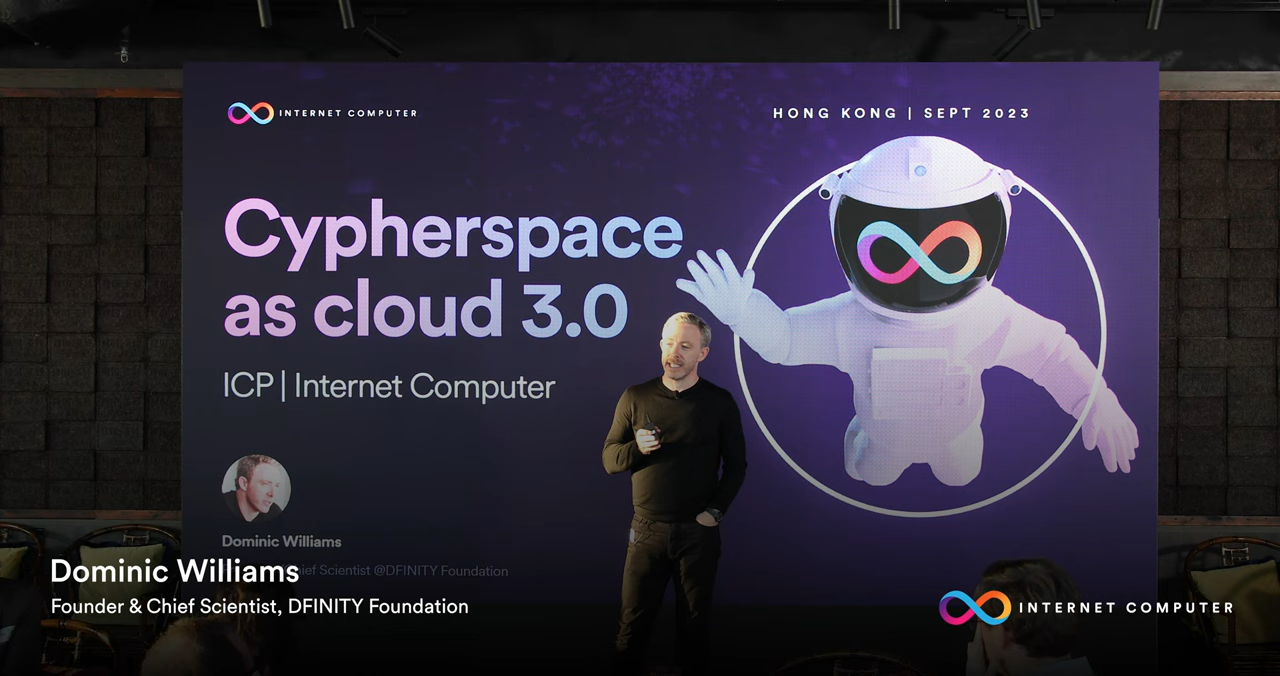 INTERNET COMPUTER
HONG KONG | SEPT 2023
Cypherspace
as cloud 3.0
ICP | Internet Computer
Dominic Williams
Scientist @DFINITY Foundation
Dominic Williams
Founder & Chief Scientist, DFINITY Foundation
INTERNET COMPUTER